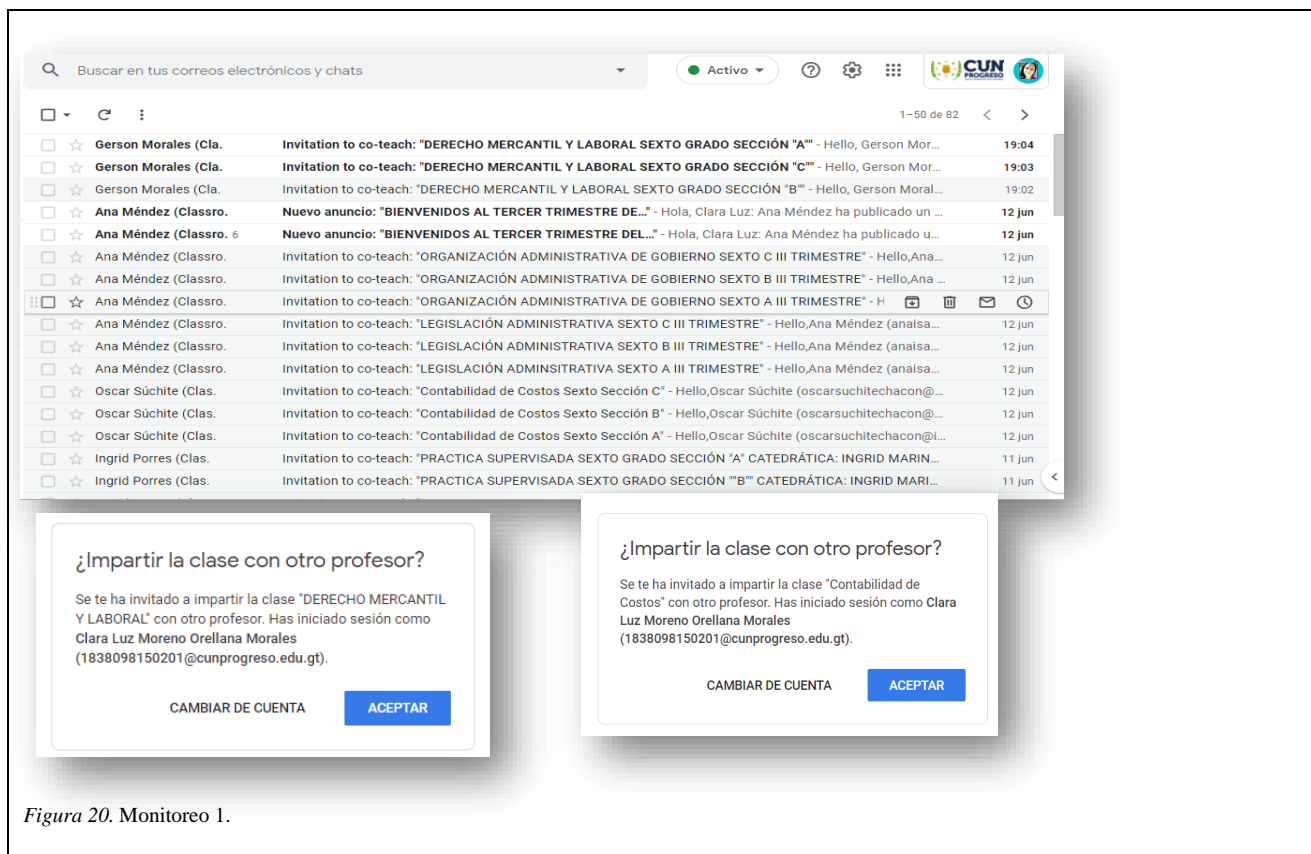 Buscar en tus correos electrónicos y chats
Activo
CUN
PROGRESO
1–50 de 82
Gerson Morales (Cla. Invitation to co-teach: "DERECHO MERCANTIL Y LABORAL SEXTO GRADO SECCIÓN "A"" - Hello, Gerson Mor... 19:04
Gerson Morales (Cla. Invitation to co-teach: "DERECHO MERCANTIL Y LABORAL SEXTO GRADO SECCIÓN "C"" - Hello, Gerson Mor... 19:03
Gerson Morales (Cla. Invitation to co-teach: "DERECHO MERCANTIL Y LABORAL SEXTO GRADO SECCIÓN "B"" - Hello, Gerson Moral... 19:02
Ana Méndez (Classro. Nuevo anuncio: "BIENVENIDOS AL TERCER TRIMESTRE DE..." - Hola, Clara Luz: Ana Méndez ha publicado un ... 12 jun
Ana Méndez (Classro. 6 Nuevo anuncio: "BIENVENIDOS AL TERCER TRIMESTRE DEL..." - Hola, Clara Luz: Ana Méndez ha publicado u... 12 jun
Ana Méndez (Classro. Invitation to co-teach: "ORGANIZACIÓN ADMINISTRATIVA DE GOBIERNO SEXTO C III TRIMESTRE" - Hello,Ana... 12 jun
Ana Méndez (Classro. Invitation to co-teach: "ORGANIZACIÓN ADMINISTRATIVA DE GOBIERNO SEXTO B III TRIMESTRE" - Hello,Ana ... 12 jun
Ana Méndez (Classro. Invitation to co-teach: "ORGANIZACIÓN ADMINISTRATIVA DE GOBIERNO SEXTO A III TRIMESTRE" - H
Ana Méndez (Classro. Invitation to co-teach: "LEGISLACIÓN ADMINISTRATIVA SEXTO C III TRIMESTRE" - Hello,Ana Méndez (anaisa... 12 jun
Ana Méndez (Classro. Invitation to co-teach: "LEGISLACIÓN ADMINISTRATIVA SEXTO B III TRIMESTRE" - Hello,Ana Méndez (anaisa... 12 jun
Ana Méndez (Classro. Invitation to co-teach: "LEGISLACIÓN ADMINSITRATIVA SEXTO A III TRIMESTRE" - Hello,Ana Méndez (anaisa... 12 jun
Oscar Súchite (Clas. Invitation to co-teach: "Contabilidad de Costos Sexto Sección C" - Hello,Oscar Súchite (oscarsuchitechacon@... 12 jun
Oscar Súchite (Clas. Invitation to co-teach: "Contabilidad de Costos Sexto Sección B" - Hello,Oscar Súchite (oscarsuchitechacon@... 12 jun
Oscar Súchite (Clas. Invitation to co-teach: "Contabilidad de Costos Sexto Sección A" - Hello,Oscar Súchite (oscarsuchitechacon@i... 12 jun
Ingrid Porres (Clas. Invitation to co-teach: "PRACTICA SUPERVISADA SEXTO GRADO SECCIÓN "A" CATEDRÁTICA: INGRID MARIN... 11 jun
Ingrid Porres (Clas. Invitation to co-teach: "PRACTICA SUPERVISADA SEXTO GRADO SECCIÓN ""B"" CATEDRÁTICA: INGRID MARI... 11 jun
¿Impartir la clase con otro profesor?
Se te ha invitado a impartir la clase "DERECHO MERCANTIL
Y LABORAL" con otro profesor. Has iniciado sesión como
Clara Luz Moreno Orellana Morales
(1838098150201@cunprogreso.edu.gt).
CAMBIAR DE CUENTA ACEPTAR
¿Impartir la clase con otro profesor?
Se te ha invitado a impartir la clase "Contabilidad de
Costos" con otro profesor. Has iniciado sesión como Clara
Luz Moreno Orellana Morales
(1838098150201@cunprogreso.edu.gt).
CAMBIAR DE CUENTA ACEPTAR
Figura 20. Monitoreo 1.